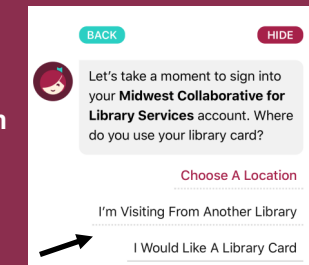 BACK HIDE
Let's take a moment to sign into
your Midwest Collaborative for
Library Services account. Where
do you use your library card?
Choose A Location
I'm Visiting From Another Library
I Would Like A Library Card